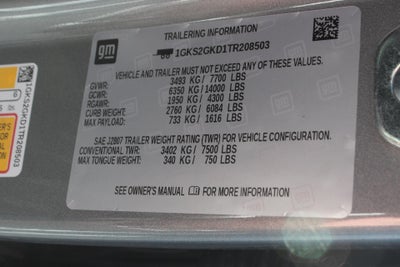 TRAILERING INFORMATION
gm
1GKS2GKD1TR208503
VEHICLE AND TRAILER MUST NOT EXCEED ANY OF THESE VALUES.
GVWR: 3493 KG / 7700 LBS
GCWR: 6350 KG / 14000 LBS
RGAWR: 1950 KG / 4300 LBS
CURB WEIGHT: 2760 KG / 6084 LBS
MAX PAYLOAD: 733 KG / 1616 LBS
SAE J2807 TRAILER WEIGHT RATING (TWR) FOR VEHICLE CONFIGURATION.
CONVENTIONAL TWR: 3402 KG / 7500 LBS
MAX TONGUE WEIGHT: 340 KG / 750 LBS
SEE OWNER'S MANUAL FOR MORE INFORMATION
1GKS2GKD1TR208503